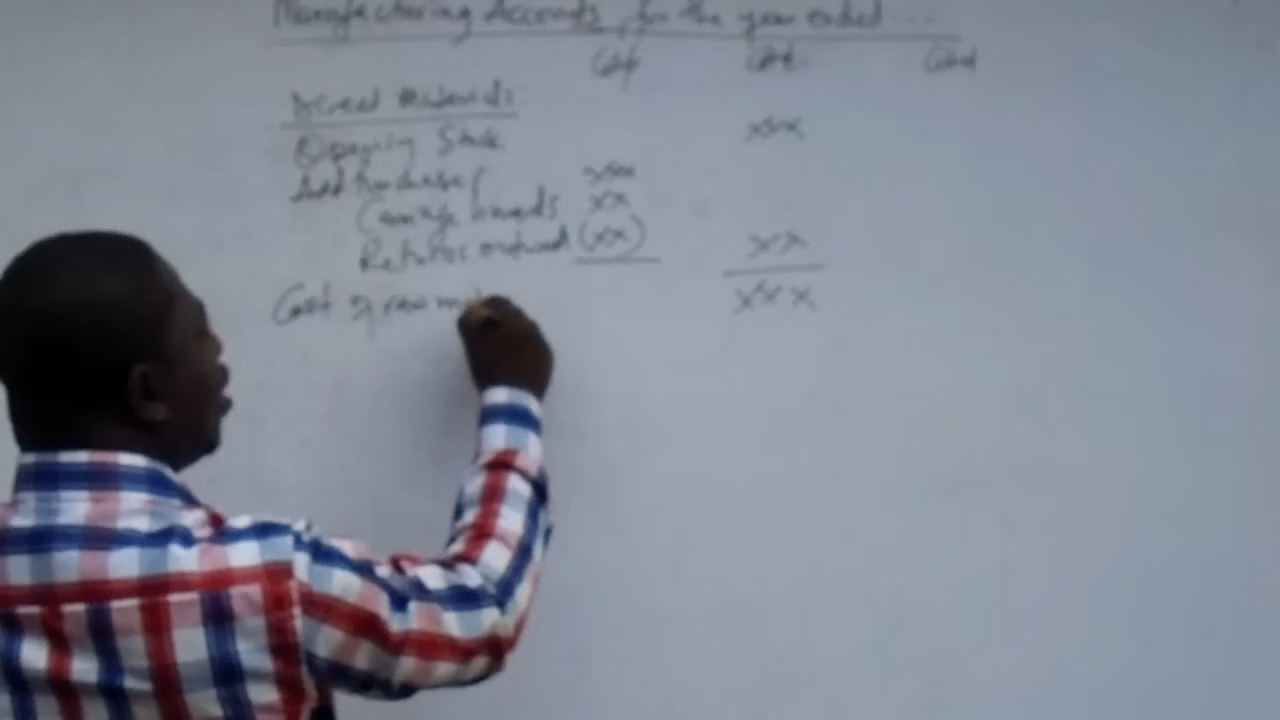 Manufacturing Accounts for the year ended ...
GH¢ GH¢ GH¢
Direct Materials
Opening Stock xxx
Add Purchases xxx
Carriage Inwards xx
Returns outward (xx) xx
Cost of raw m xxx